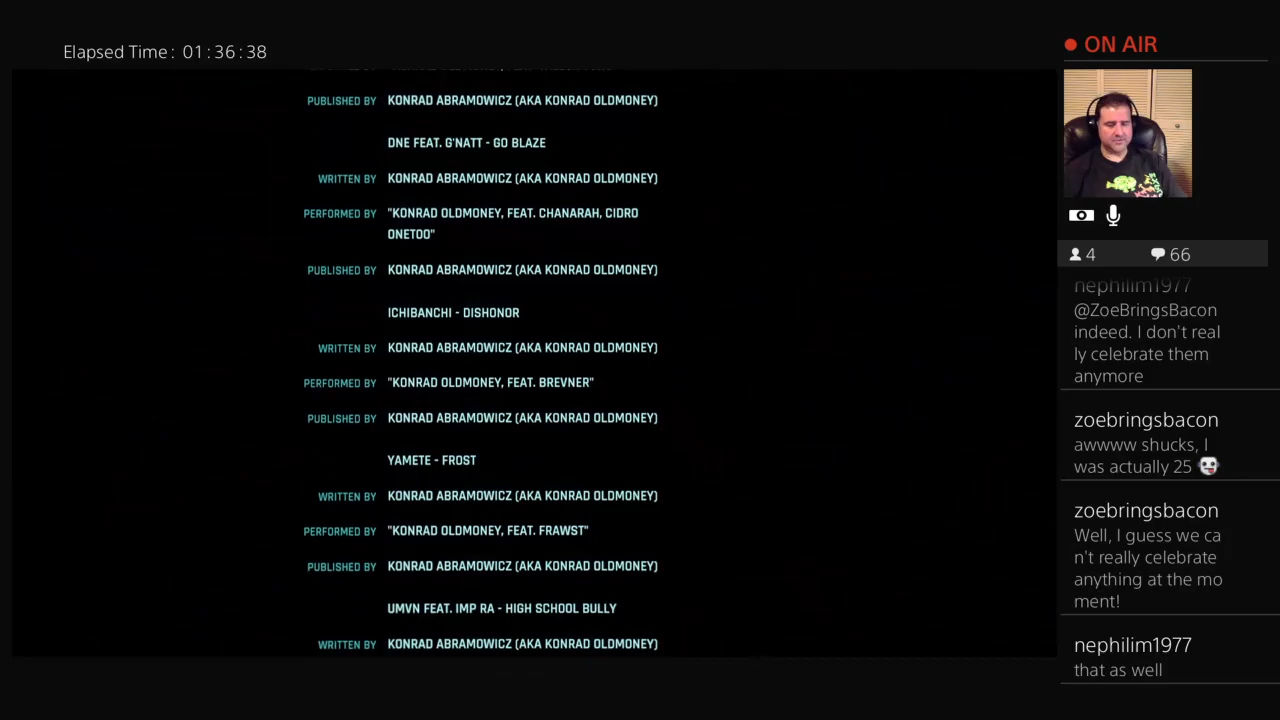 Elapsed Time: 01:36:38
ON AIR
PUBLISHED BY KONRAD ABRAMOWICZ (AKA KONRAD OLDMONEY)
DNE FEAT. G'NATT - GO BLAZE
WRITTEN BY KONRAD ABRAMOWICZ (AKA KONRAD OLDMONEY)
PERFORMED BY "KONRAD OLDMONEY, FEAT. CHANARAH, CIDRO
ONETOO"
PUBLISHED BY KONRAD ABRAMOWICZ (AKA KONRAD OLDMONEY)
ICHIBANCHI - DISHONOR
WRITTEN BY KONRAD ABRAMOWICZ (AKA KONRAD OLDMONEY)
PERFORMED BY "KONRAD OLDMONEY, FEAT. BREVNER"
PUBLISHED BY KONRAD ABRAMOWICZ (AKA KONRAD OLDMONEY)
YAMETE - FROST
WRITTEN BY KONRAD ABRAMOWICZ (AKA KONRAD OLDMONEY)
PERFORMED BY "KONRAD OLDMONEY, FEAT. FRAWST"
PUBLISHED BY KONRAD ABRAMOWICZ (AKA KONRAD OLDMONEY)
UMVN FEAT. IMP RA - HIGH SCHOOL BULLY
WRITTEN BY KONRAD ABRAMOWICZ (AKA KONRAD OLDMONEY)
4 66
nephilim1977
@ZoeBringsBacon
indeed. I don't real
ly celebrate them
anymore
zoebringsbacon
awwww shucks, I
was actually 25
zoebringsbacon
Well, I guess we ca
n't really celebrate
anything at the mo
ment!
nephilim1977
that as well